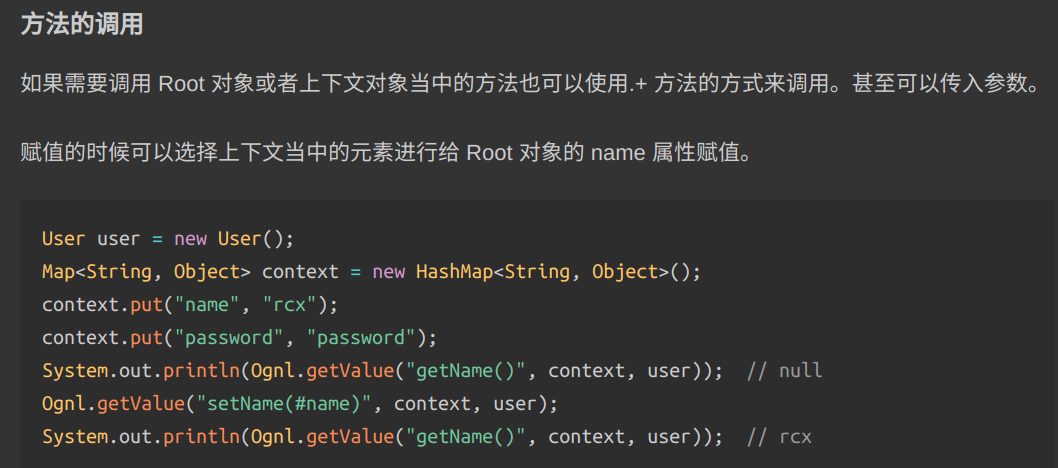 方法的调用
如果需要调用 Root 对象或者上下文对象当中的方法也可以使用.+ 方法的方式来调用。甚至可以传入参数。
赋值的时候可以选择上下文当中的元素进行给 Root 对象的 name 属性赋值。
User user = new User();
Map<String, Object> context = new HashMap<String, Object>();
context.put("name", "rcx");
context.put("password", "password");
System.out.println(Ognl.getValue("getName()", context, user));  // null
Ognl.getValue("setName(#name)", context, user);
System.out.println(Ognl.getValue("getName()", context, user));  // rcx